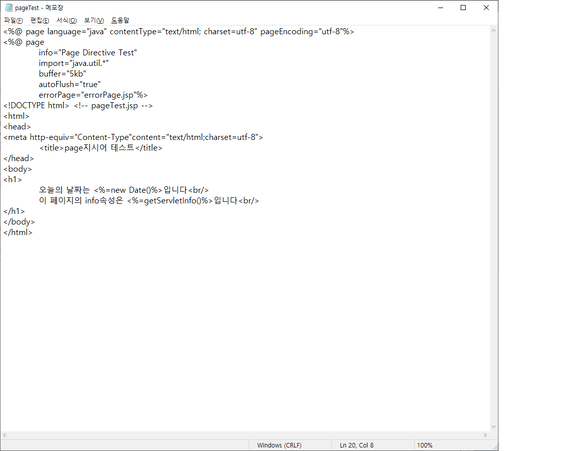 pageTest - 메모장
파일(F) 편집(E) 서식(O) 보기(V) 도움말
<%@ page language="java" contentType="text/html; charset=utf-8" pageEncoding="utf-8"%>
<%@ page
info="Page Directive Test"
import="java.util.*"
buffer="5kb"
autoFlush="true"
errorPage="errorPage.jsp"%>
<!DOCTYPE html> <!-- pageTest.jsp -->
<html>
<head>
<meta http-equiv="Content-Type"content="text/html;charset=utf-8">
<title>page지시어 테스트</title>
</head>
<body>
<h1>
오늘의 날짜는 <%=new Date()%>입니다<br/>
이 페이지의 info속성은 <%=getServletInfo()%>입니다<br/>
</h1>
</body>
</html>
Windows (CRLF) Ln 20, Col 8 100%